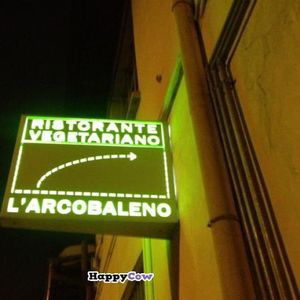 RISTORANTE
VEGETARIANO
L'ARCOBALENO
HappyCow